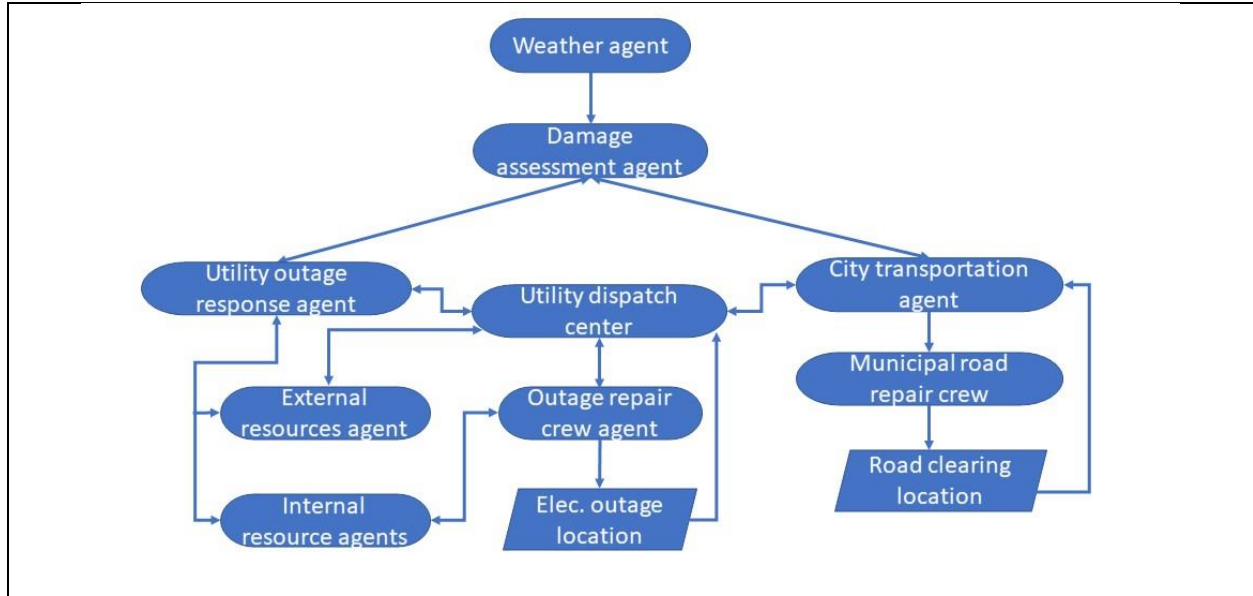 Weather agent
Damage
assessment agent
Utility outage
response agent
Utility dispatch
center
City transportation
agent
External
resources agent
Outage repair
crew agent
Municipal road
repair crew
Internal
resource agents
Elec. outage
location
Road clearing
location